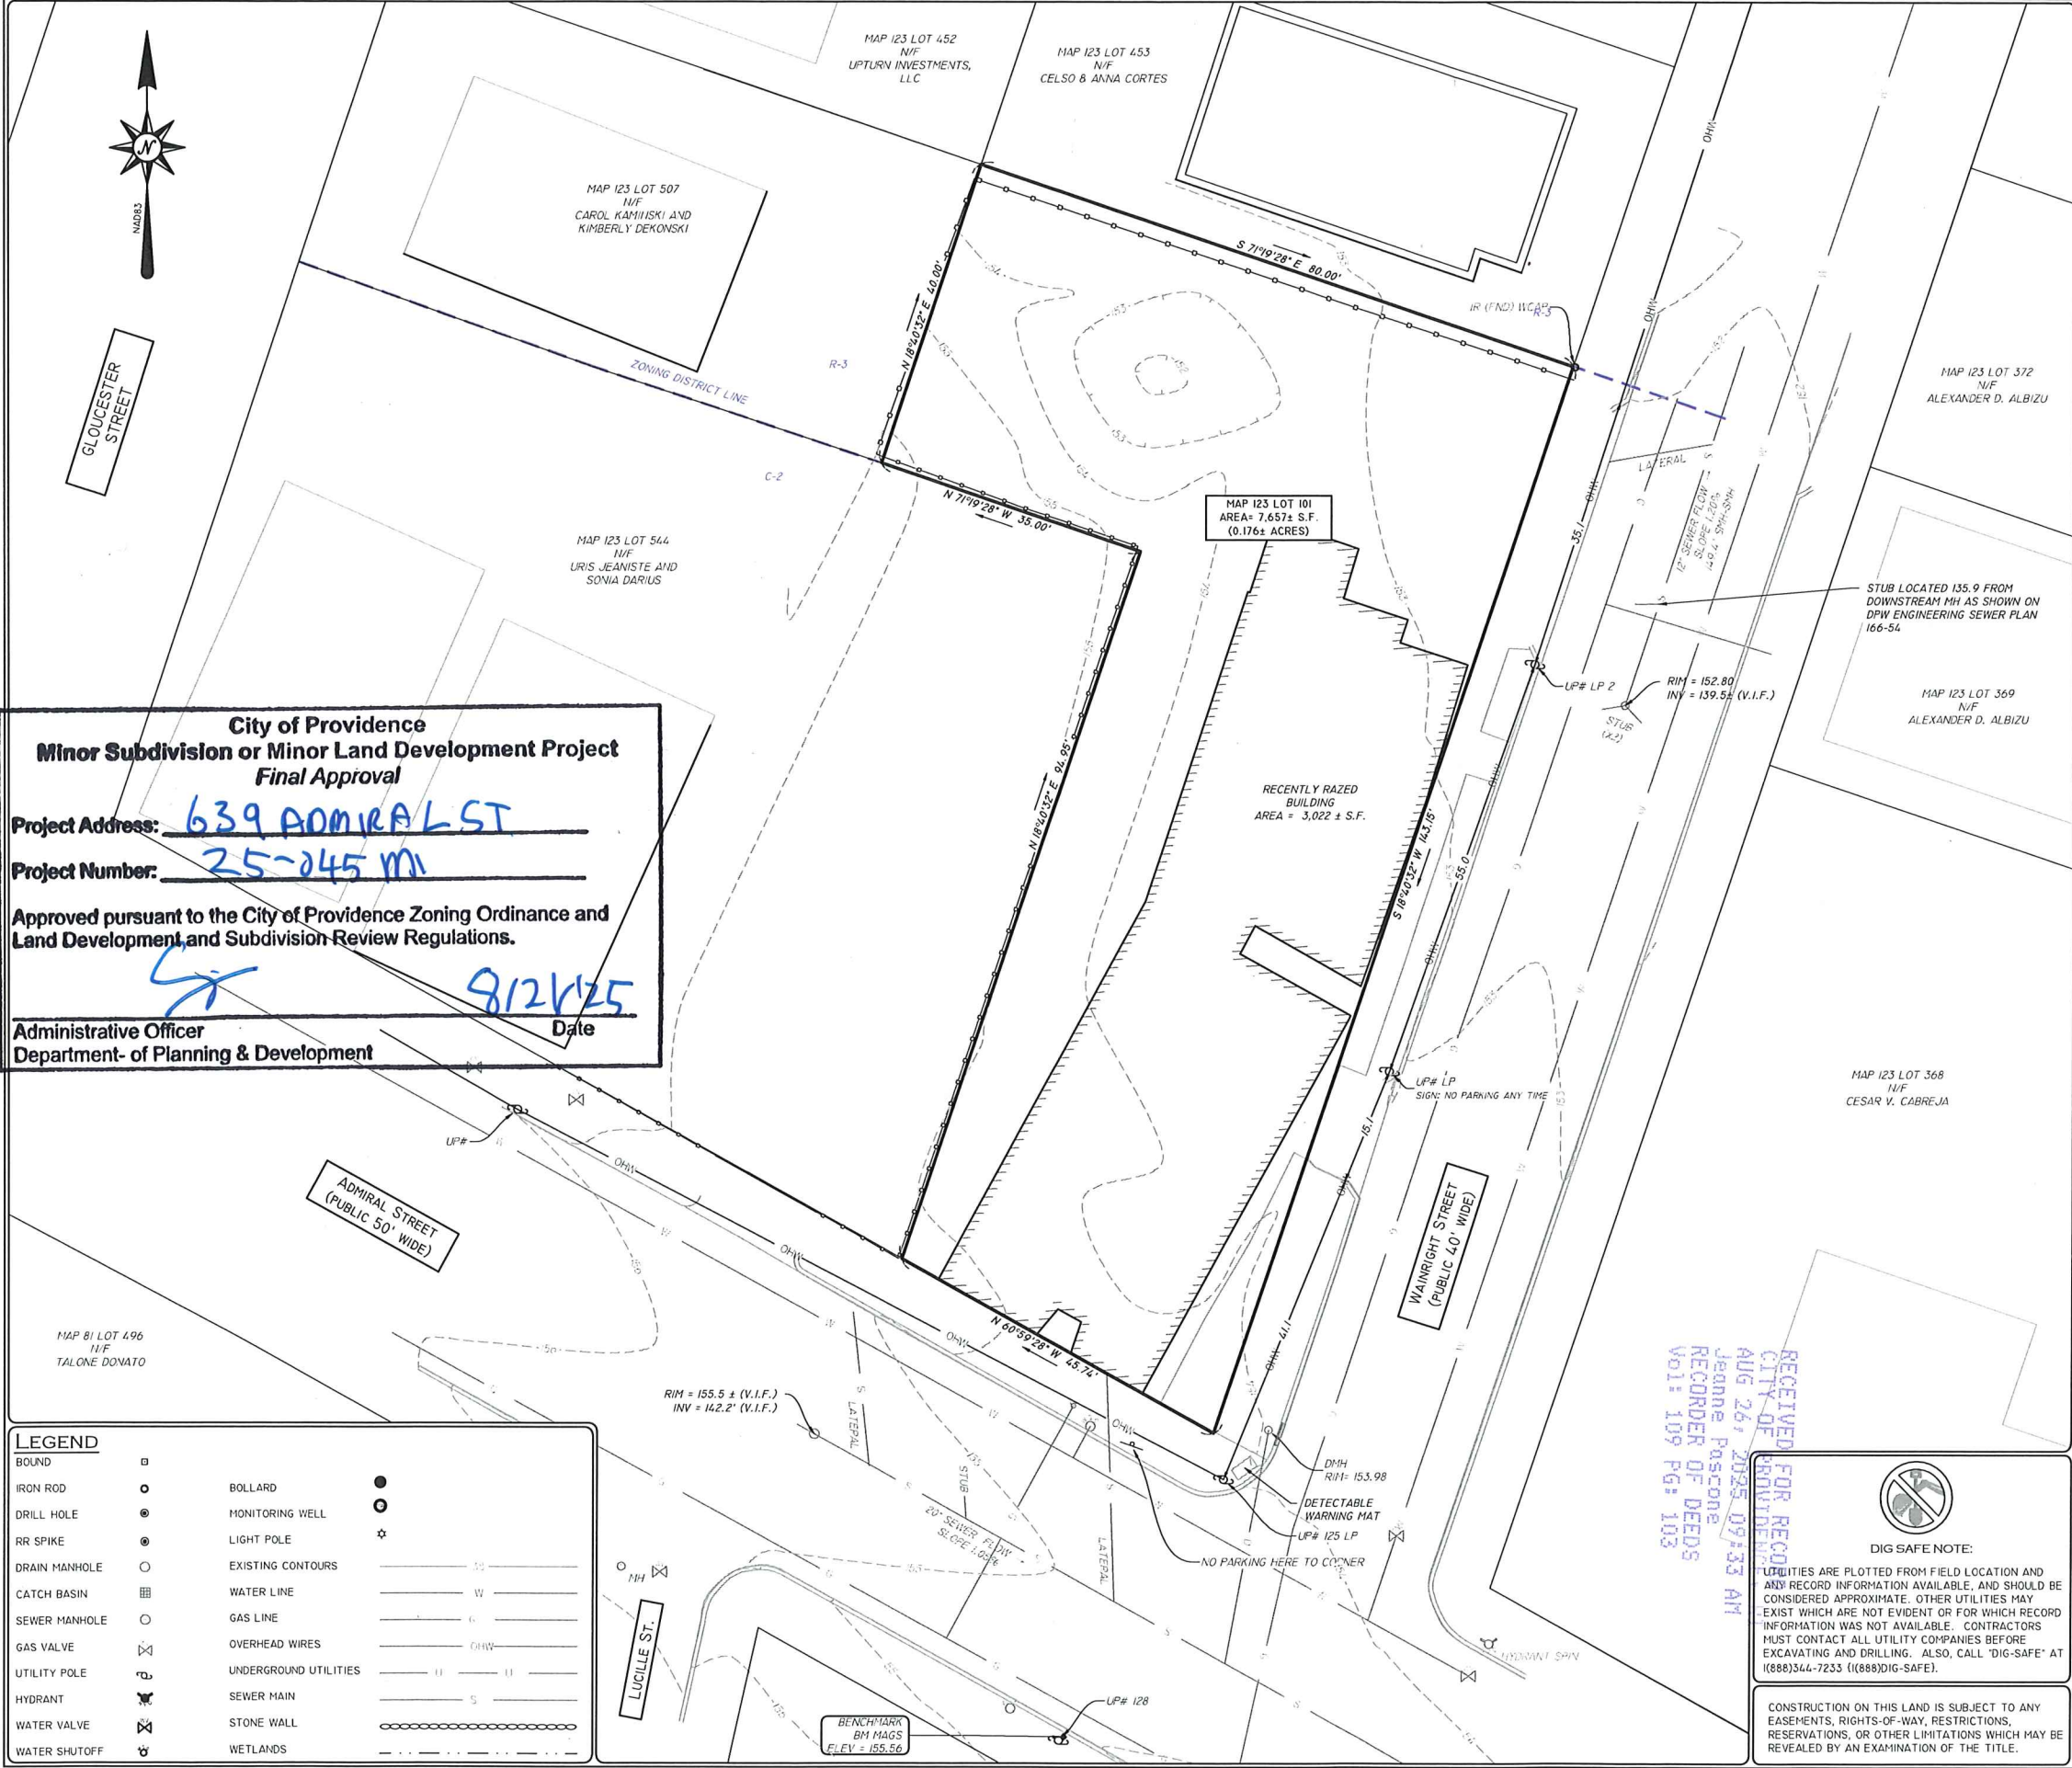 MAP 123 LOT 452
N/F
UPTURN INVESTMENTS,
LLC
MAP 123 LOT 453
N/F
CELSO & ANNA CORTES
N
NAD83
MAP 123 LOT 507
N/F
CAROL KAMINSKI AND
KIMBERLY DEKONSKI
GLOUCESTER
STREET
ZONING DISTRICT LINE
R-3
C-2
N 18°40'32" E 40.00'
S 71°19'28" E 80.00'
IR (FND) WCAP
R-3
N 71°19'28" W 35.00'
MAP 123 LOT 101
AREA= 7,657± S.F.
(0.176± ACRES)
MAP 123 LOT 544
N/F
URIS JEANISTE AND
SONIA DARIUS
MAP 123 LOT 372
N/F
ALEXANDER D. ALBIZU
LATERAL
12" SEWER FLOW
SLOPE 1.20%
149.4' SMH-SMH
STUB LOCATED 135.9 FROM
DOWNSTREAM MH AS SHOWN ON
DPW ENGINEERING SEWER PLAN
166-54
UP# LP 2
RIM = 152.80
INV = 139.5± (V.I.F.)
STUB
(X2)
MAP 123 LOT 369
N/F
ALEXANDER D. ALBIZU
OHW
35.1
N 18°40'32" E 94.95'
RECENTLY RAZED
BUILDING
AREA = 3,022 ± S.F.
S 18°40'32" W 143.15'
55.0
City of Providence
Minor Subdivision or Minor Land Development Project
Final Approval
Project Address: 639 ADMIRAL ST
Project Number: 25-045 MI
Approved pursuant to the City of Providence Zoning Ordinance and
Land Development and Subdivision Review Regulations.
8/21/25
Administrative Officer
Date
Department- of Planning & Development
UP# LP
SIGN: NO PARKING ANY TIME
15.1
MAP 123 LOT 368
N/F
CESAR V. CABREJA
UP#
ADMIRAL STREET
(PUBLIC 50' WIDE)
WAINRIGHT STREET
(PUBLIC 40' WIDE)
OHW
OHW
OHW
N 60°59'28" W 45.74'
41.1
MAP 81 LOT 496
N/F
TALONE DONATO
RIM = 155.5 ± (V.I.F.)
INV = 142.2' (V.I.F.)
LATERAL
STUB
20" SEWER FLOW
LATERAL
OHW
DMH
RIM= 153.98
DETECTABLE
WARNING MAT
UP# 125 LP
NO PARKING HERE TO CORNER
RECEIVED FOR RECORD
CITY OF PROVIDENCE
AUG 26, 2025 09:33 AM
Jeanne Pascone
RECORDER OF DEEDS
Vol: 109 PG: 103
LEGEND
BOUND
IRON ROD
DRILL HOLE
RR SPIKE
DRAIN MANHOLE
CATCH BASIN
SEWER MANHOLE
GAS VALVE
UTILITY POLE
HYDRANT
WATER VALVE
WATER SHUTOFF
BOLLARD
MONITORING WELL
LIGHT POLE
EXISTING CONTOURS
WATER LINE W
GAS LINE G
OVERHEAD WIRES OHW
UNDERGROUND UTILITIES U U
SEWER MAIN S
STONE WALL
WETLANDS
MH
LUCILLE ST.
BENCHMARK
BM MAGS
ELEV = 155.56
UP# 128
HYDRANT SPIN
DIG SAFE NOTE:
UTILITIES ARE PLOTTED FROM FIELD LOCATION AND
ANY RECORD INFORMATION AVAILABLE, AND SHOULD BE
CONSIDERED APPROXIMATE. OTHER UTILITIES MAY
EXIST WHICH ARE NOT EVIDENT OR FOR WHICH RECORD
INFORMATION WAS NOT AVAILABLE. CONTRACTORS
MUST CONTACT ALL UTILITY COMPANIES BEFORE
EXCAVATING AND DRILLING. ALSO, CALL "DIG-SAFE" AT
1(888)344-7233 (1(888)DIG-SAFE).
CONSTRUCTION ON THIS LAND IS SUBJECT TO ANY
EASEMENTS, RIGHTS-OF-WAY, RESTRICTIONS,
RESERVATIONS, OR OTHER LIMITATIONS WHICH MAY BE
REVEALED BY AN EXAMINATION OF THE TITLE.